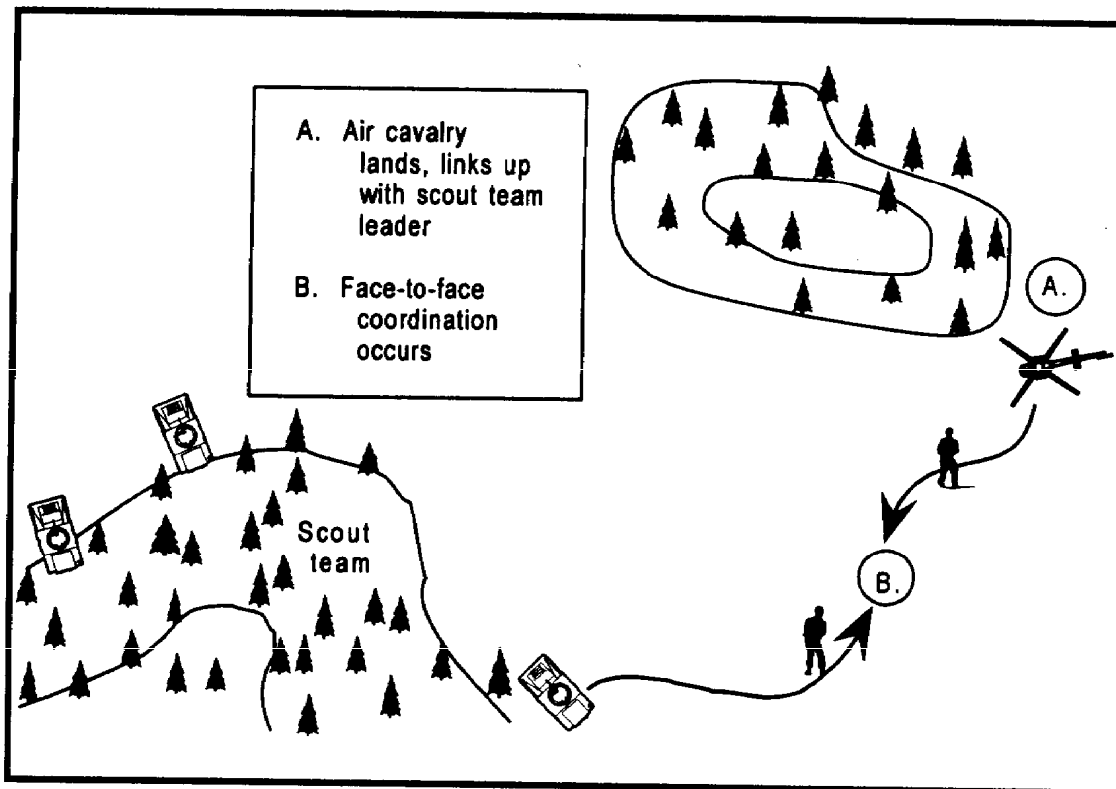 A. Air cavalry
lands, links up
with scout team
leader
B. Face-to-face
coordination
occurs
A.
Scout
team
B.